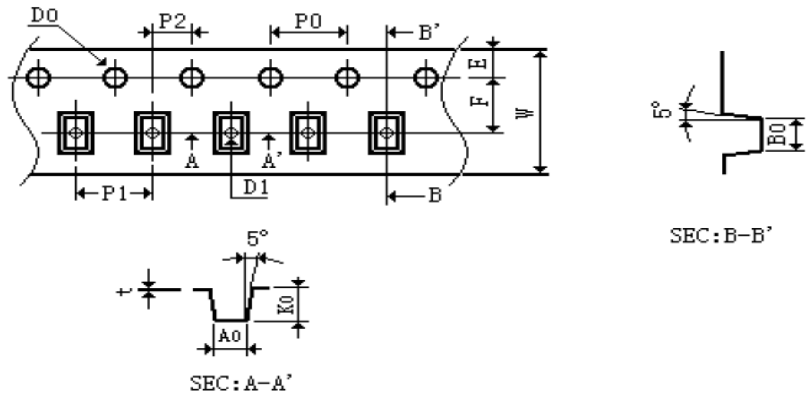 D0
P2
P0
B'
E
F
W
A
A'
P1
D1
B
5°
B0
SEC:B-B'
5°
t
K0
A0
SEC:A-A'